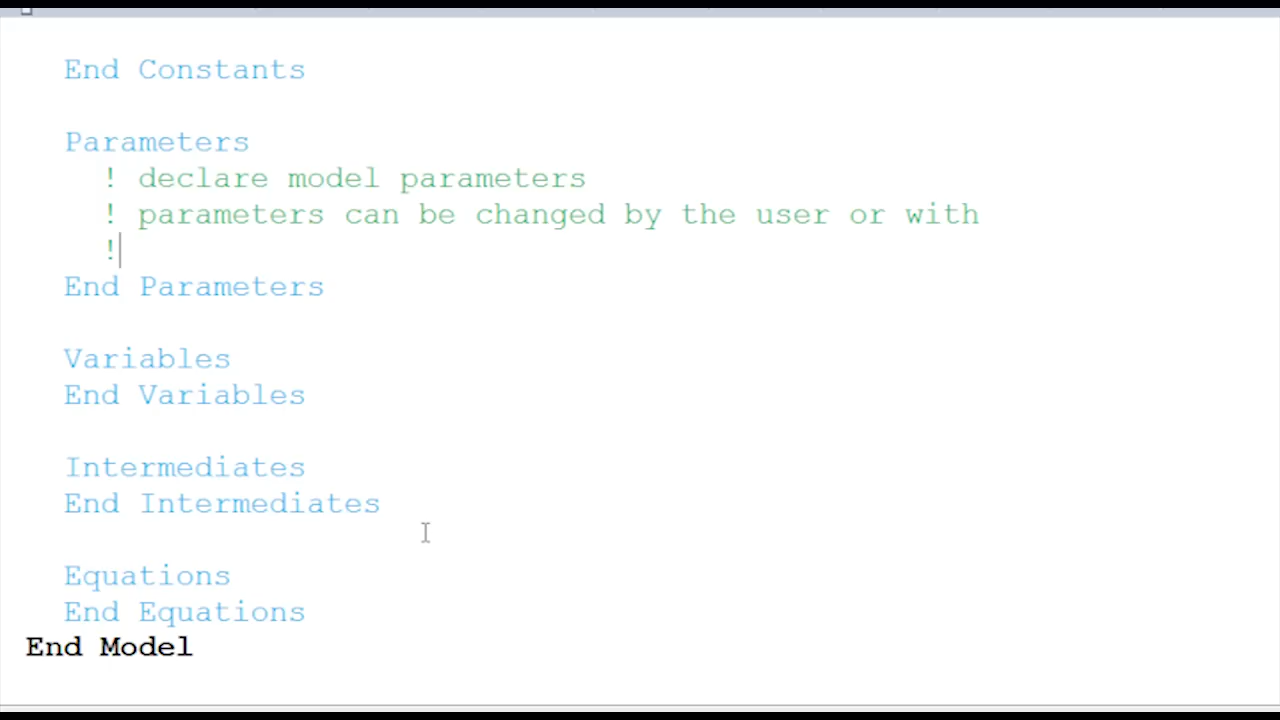 End Constants
Parameters
! declare model parameters
! parameters can be changed by the user or with
!
End Parameters
Variables
End Variables
Intermediates
End Intermediates
Equations
End Equations
End Model